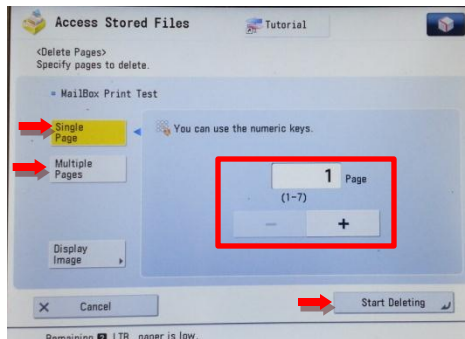 Access Stored Files
Tutorial
<Delete Pages>
Specify pages to delete.
MailBox Print Test
Single
Page
You can use the numeric keys.
Multiple
Pages
1 Page
(1-7)
- +
Display
Image
X Cancel
Start Deleting
Remaining 2 LTR paper is low.